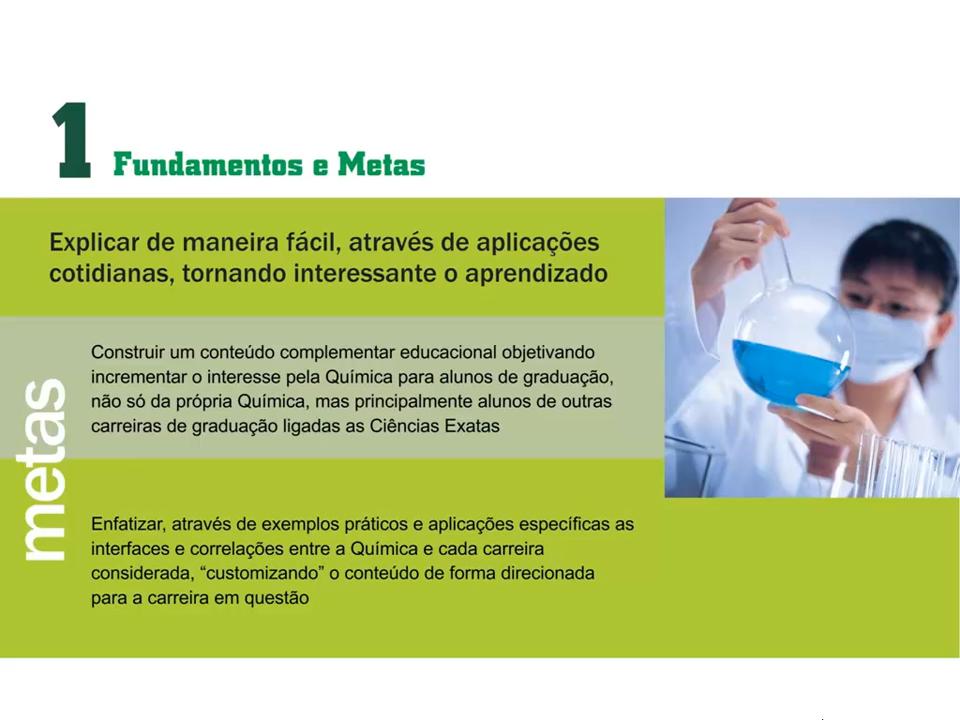 1 Fundamentos e Metas
Explicar de maneira fácil, através de aplicações
cotidianas, tornando interessante o aprendizado
metas
Construir um conteúdo complementar educacional objetivando
incrementar o interesse pela Química para alunos de graduação,
não só da própria Química, mas principalmente alunos de outras
carreiras de graduação ligadas as Ciências Exatas
Enfatizar, através de exemplos práticos e aplicações específicas as
interfaces e correlações entre a Química e cada carreira
considerada, “customizando” o conteúdo de forma direcionada
para a carreira em questão